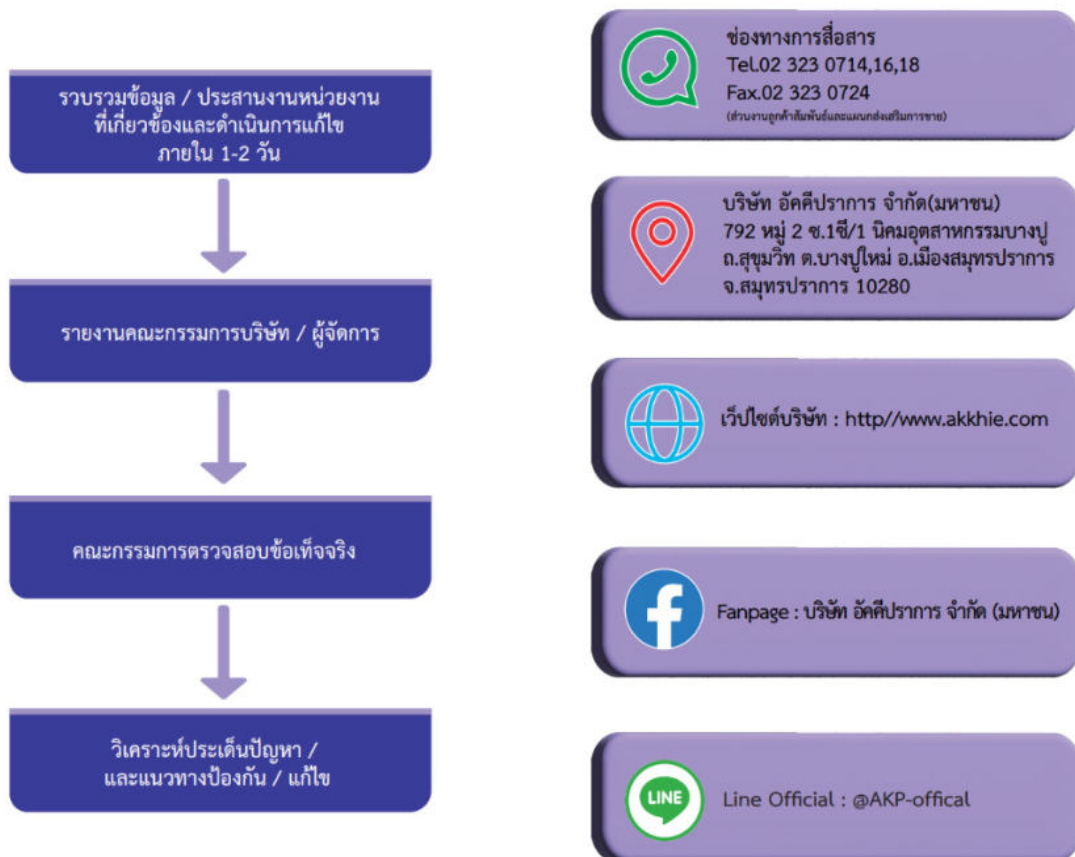 รวบรวมข้อมูล / ประสานงานหน่วยงาน
ที่เกี่ยวข้องและดำเนินการแก้ไข
ภายใน 1-2 วัน
รายงานคณะกรรมการบริษัท / ผู้จัดการ
คณะกรรมการตรวจสอบข้อเท็จจริง
วิเคราะห์ประเด็นปัญหา /
และแนวทางป้องกัน / แก้ไข
ช่องทางการสื่อสาร
Tel.02 323 0714,16,18
Fax.02 323 0724
(ส่วนงานลูกค้าสัมพันธ์และแผนกส่งเสริมการขาย)
บริษัท อัคคีปราการ จำกัด(มหาชน)
792 หมู่ 2 ซ.1ซี/1 นิคมอุตสาหกรรมบางปู
ถ.สุขุมวิท ต.บางปูใหม่ อ.เมืองสมุทรปราการ
จ.สมุทรปราการ 10280
เว็ปไซต์บริษัท : http//www.akkhie.com
Fanpage : บริษัท อัคคีปราการ จำกัด (มหาชน)
LINE
Line Official : @AKP-offical